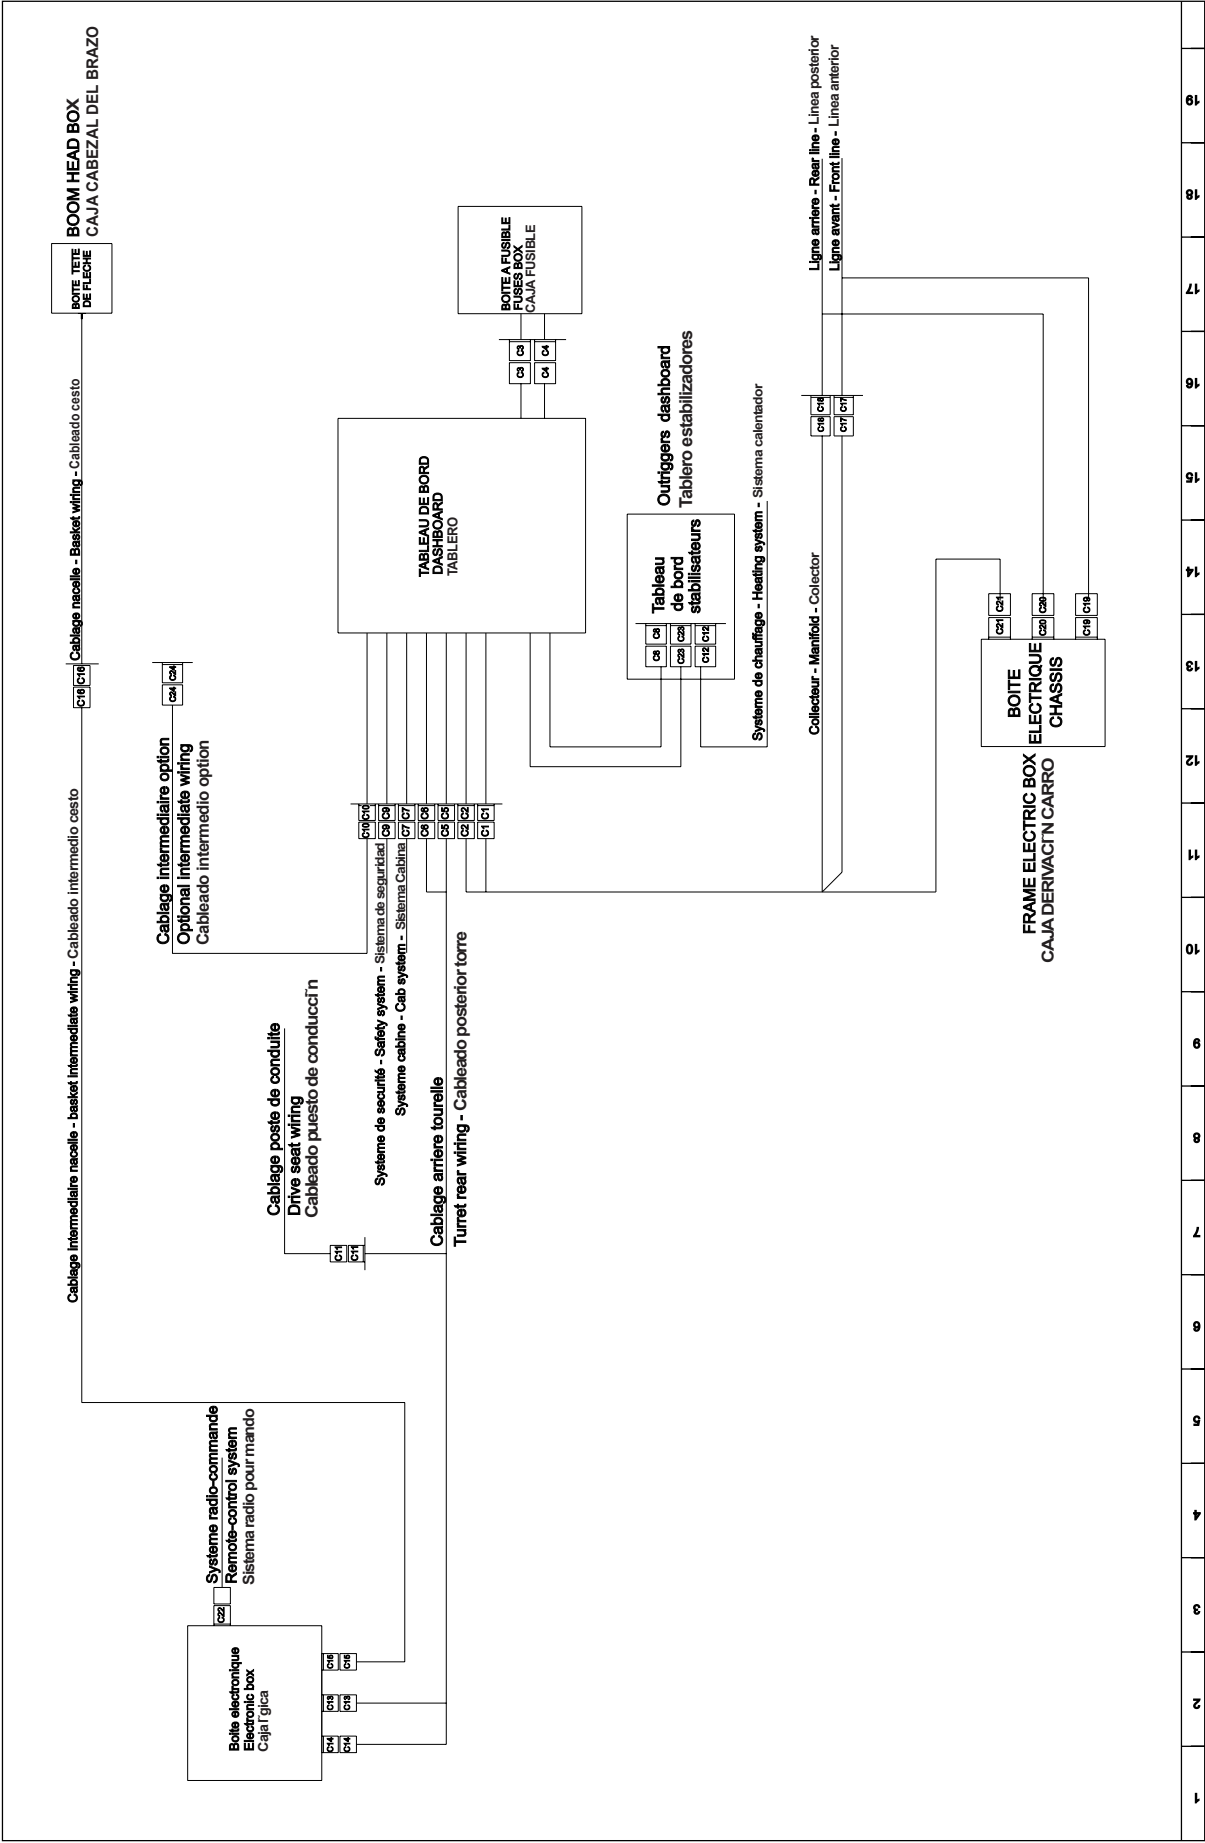 BOITE TETE
DE FLECHE
BOOM HEAD BOX
CAJA CABEZAL DEL BRAZO
Cablage nacelle - Basket wiring - Cableado cesto
C16 C16
Cablage intermediaire nacelle - basket intermediate wiring - Cableado intermedio cesto
C24 C24
Cablage intermediaire option
Optional intermediate wiring
Cableado intermedio option
Systeme radio-commande
Remote-control system
Sistema radio pour mando
C22
Boite electronique
Electronic box
CajaГgica
C14 C14
C13 C13
C15 C15
Cablage poste de conduite
Drive seat wiring
Cableado puesto de conducciГn
C11
C11
Systeme de securité - Safety system - Sistema de seguridad
Systeme cabine - Cab system - Sistema Cabina
Cablage arriere tourelle
Turret rear wiring - Cableado posterior torre
C10 C10
C9 C9
C7 C7
C6 C6
C5 C5
C2 C2
C1 C1
TABLEAU DE BORD
DASHBOARD
TABLERO
C3 C3
C4 C4
BOITE A FUSIBLE
FUSES BOX
CAJA FUSIBLE
Outriggers dashboard
Tablero estabilizadores
Tableau
de bord
stabilisateurs
C8 C8
C23 C23
C12 C12
Systeme de chauffage - Heating system - Sistema calentador
Collecteur - Manifold - Colector
C18 C18
C17 C17
Ligne arriere - Rear line - Linea posterior
Ligne avant - Front line - Linea anterior
C21 C21
C20 C20
C19 C19
BOITE
ELECTRIQUE
CHASSIS
FRAME ELECTRIC BOX
CAJA DERIVACГN CARRO
1
2
3
4
5
6
7
8
9
10
11
12
13
14
15
16
17
18
19